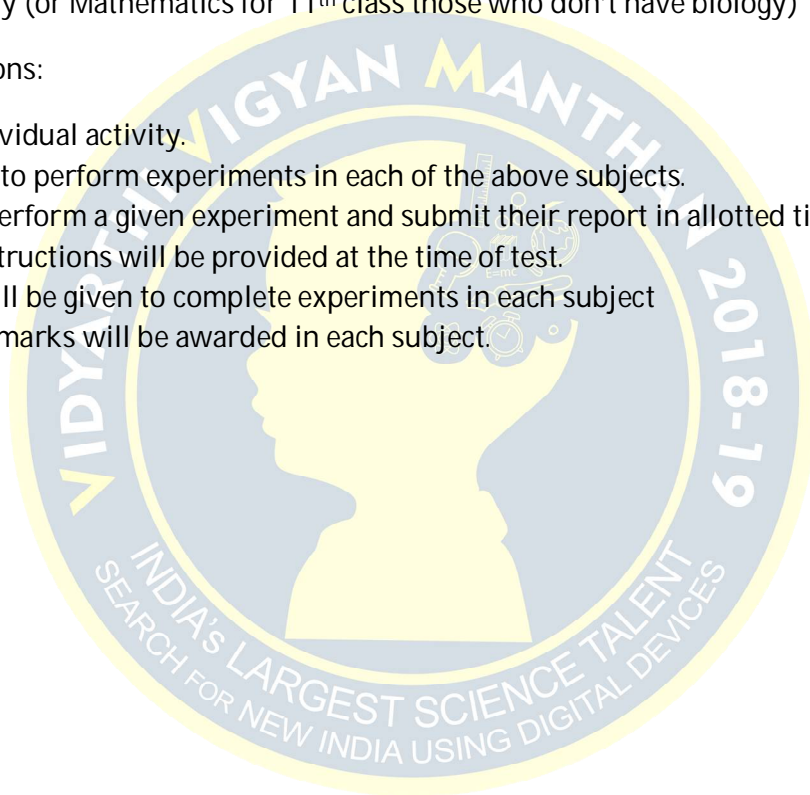 y (or Mathematics for 11th class those who don't have biology)
ons:
ividual activity.
to perform experiments in each of the above subjects.
erform a given experiment and submit their report in allotted ti
tructions will be provided at the time of test.
ll be given to complete experiments in each subject
marks will be awarded in each subject.
VIDYARTHI VIGYAN MANTHAN 2018-19
E=mc²
INDIA's LARGEST SCIENCE TALENT
SEARCH FOR NEW INDIA USING DIGITAL DEVICES